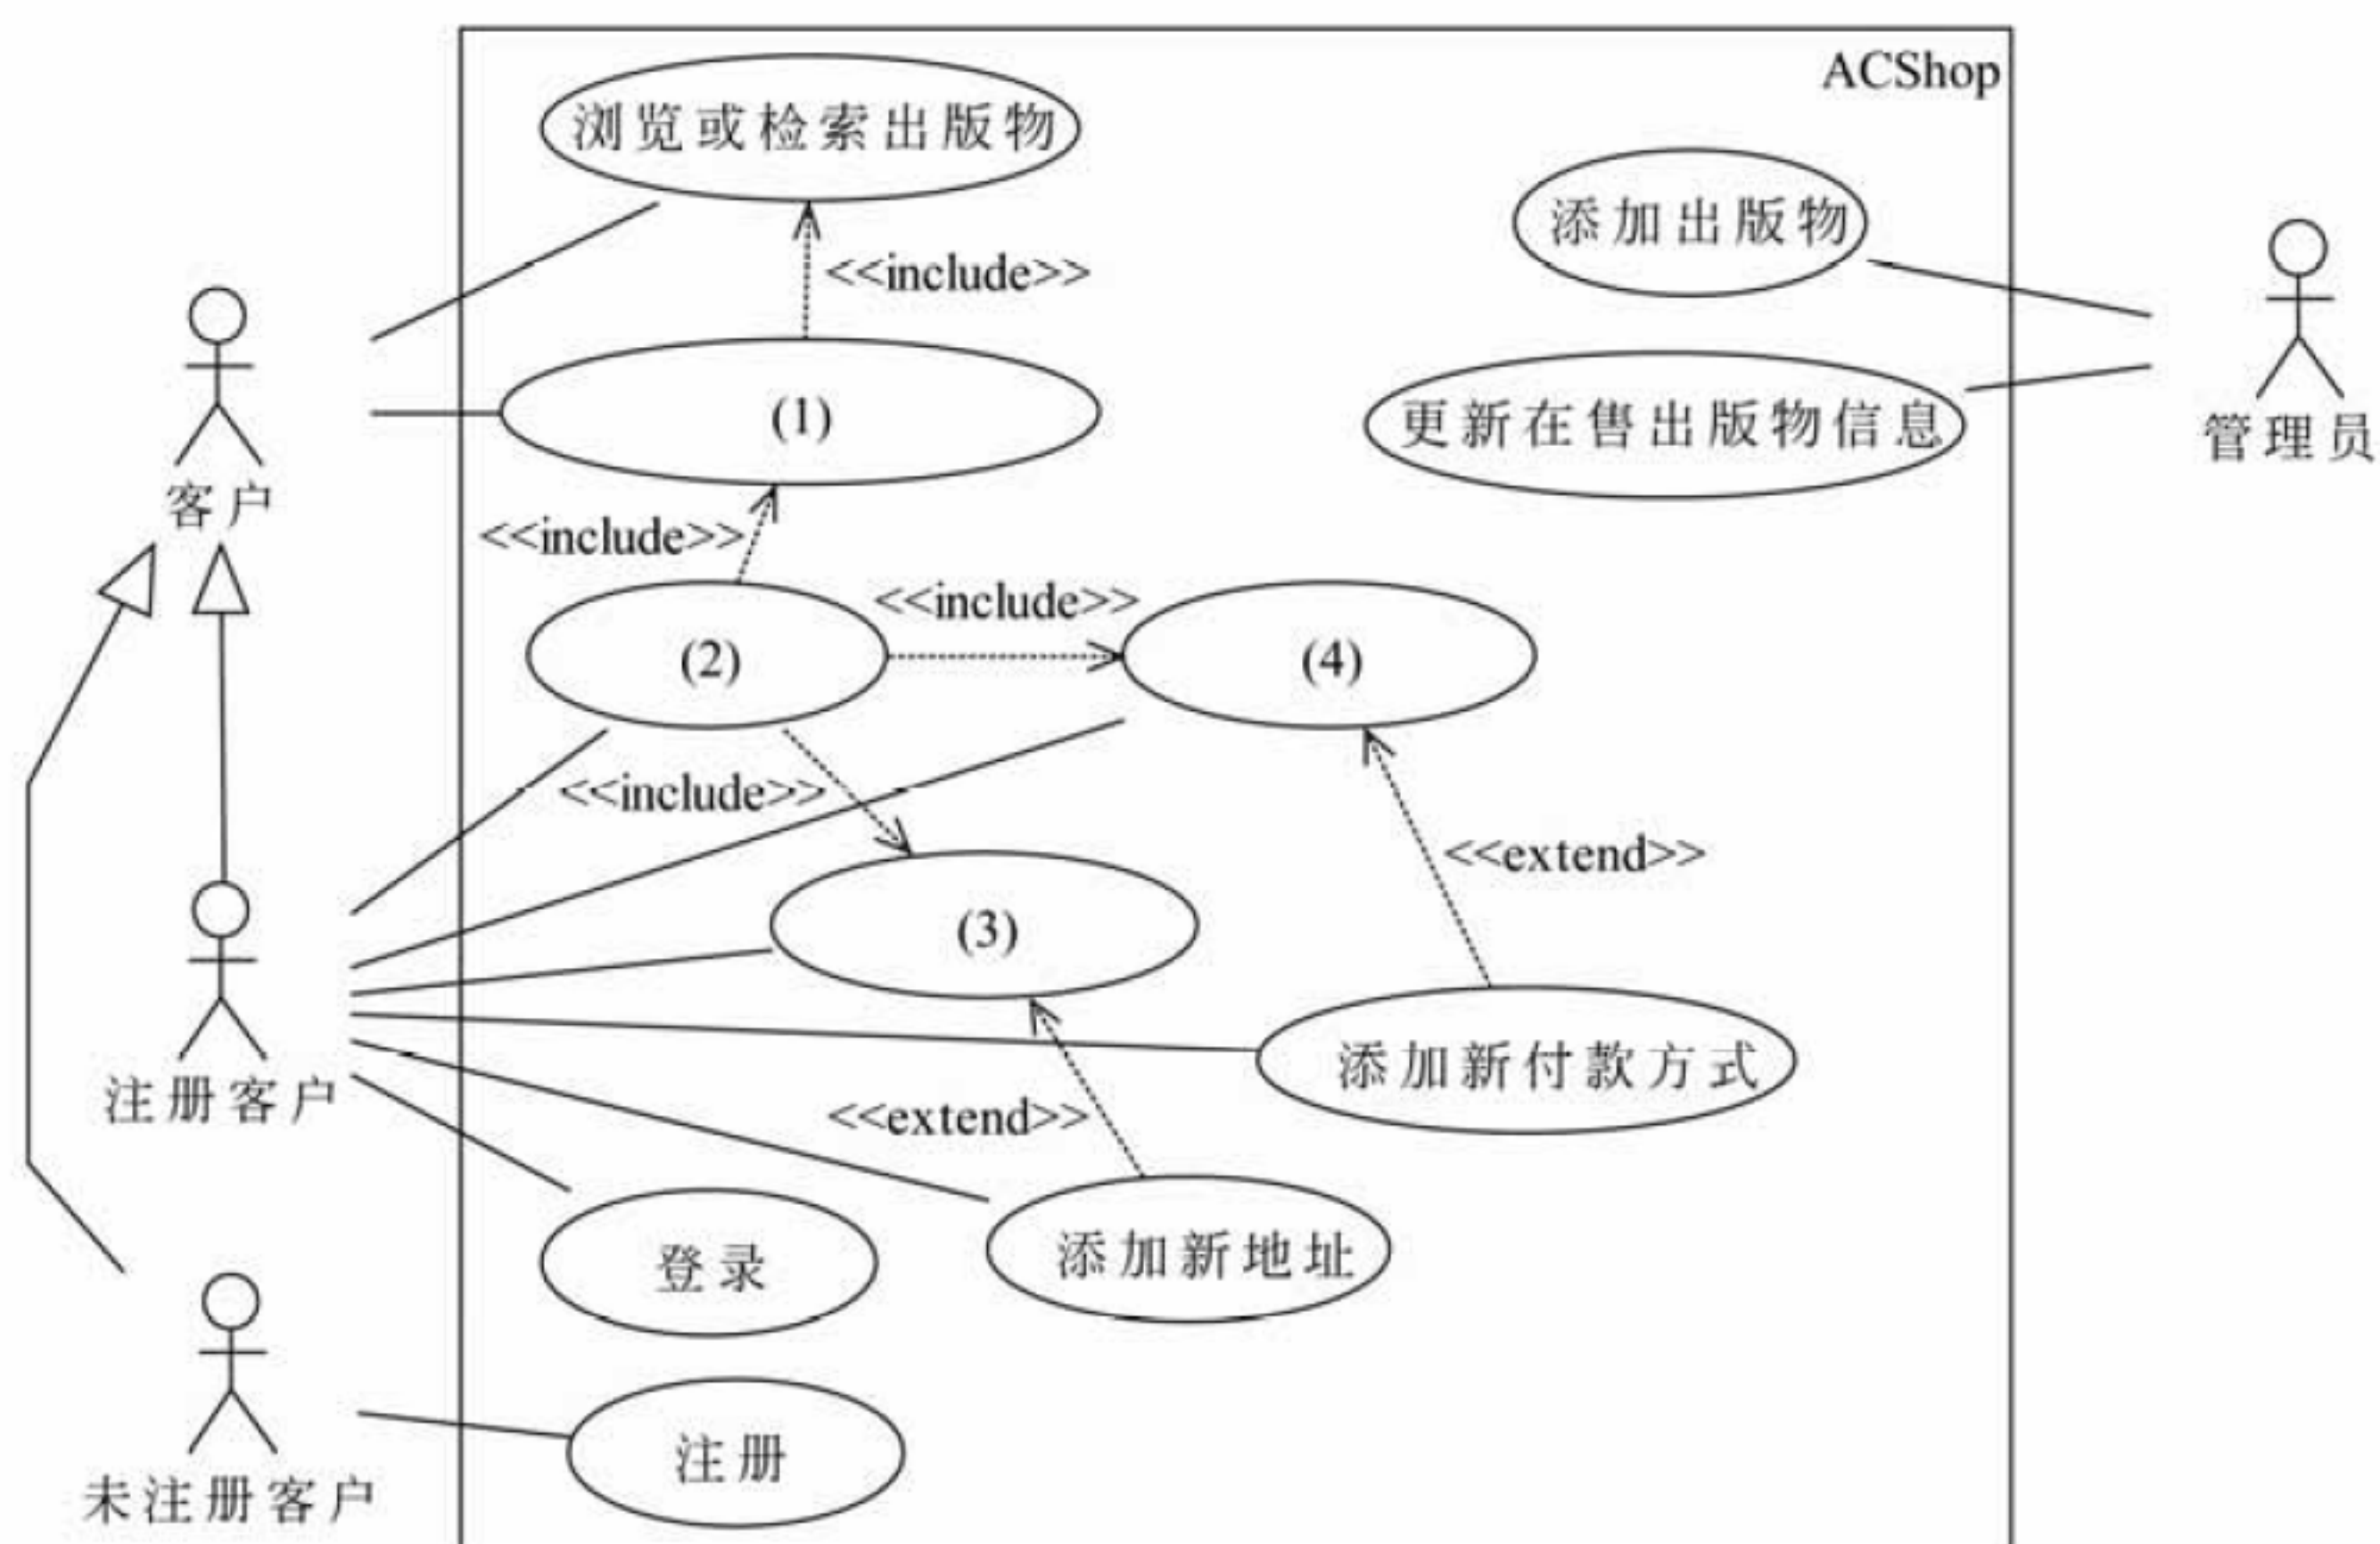 ACShop
浏览或检索出版物
添加出版物
<<include>>
(1)
更新在售出版物信息
管理员
客户
<<include>>
<<include>>
(2)
(4)
<<include>>
<<extend>>
(3)
添加新付款方式
注册客户
<<extend>>
登录
添加新地址
注册
未注册客户